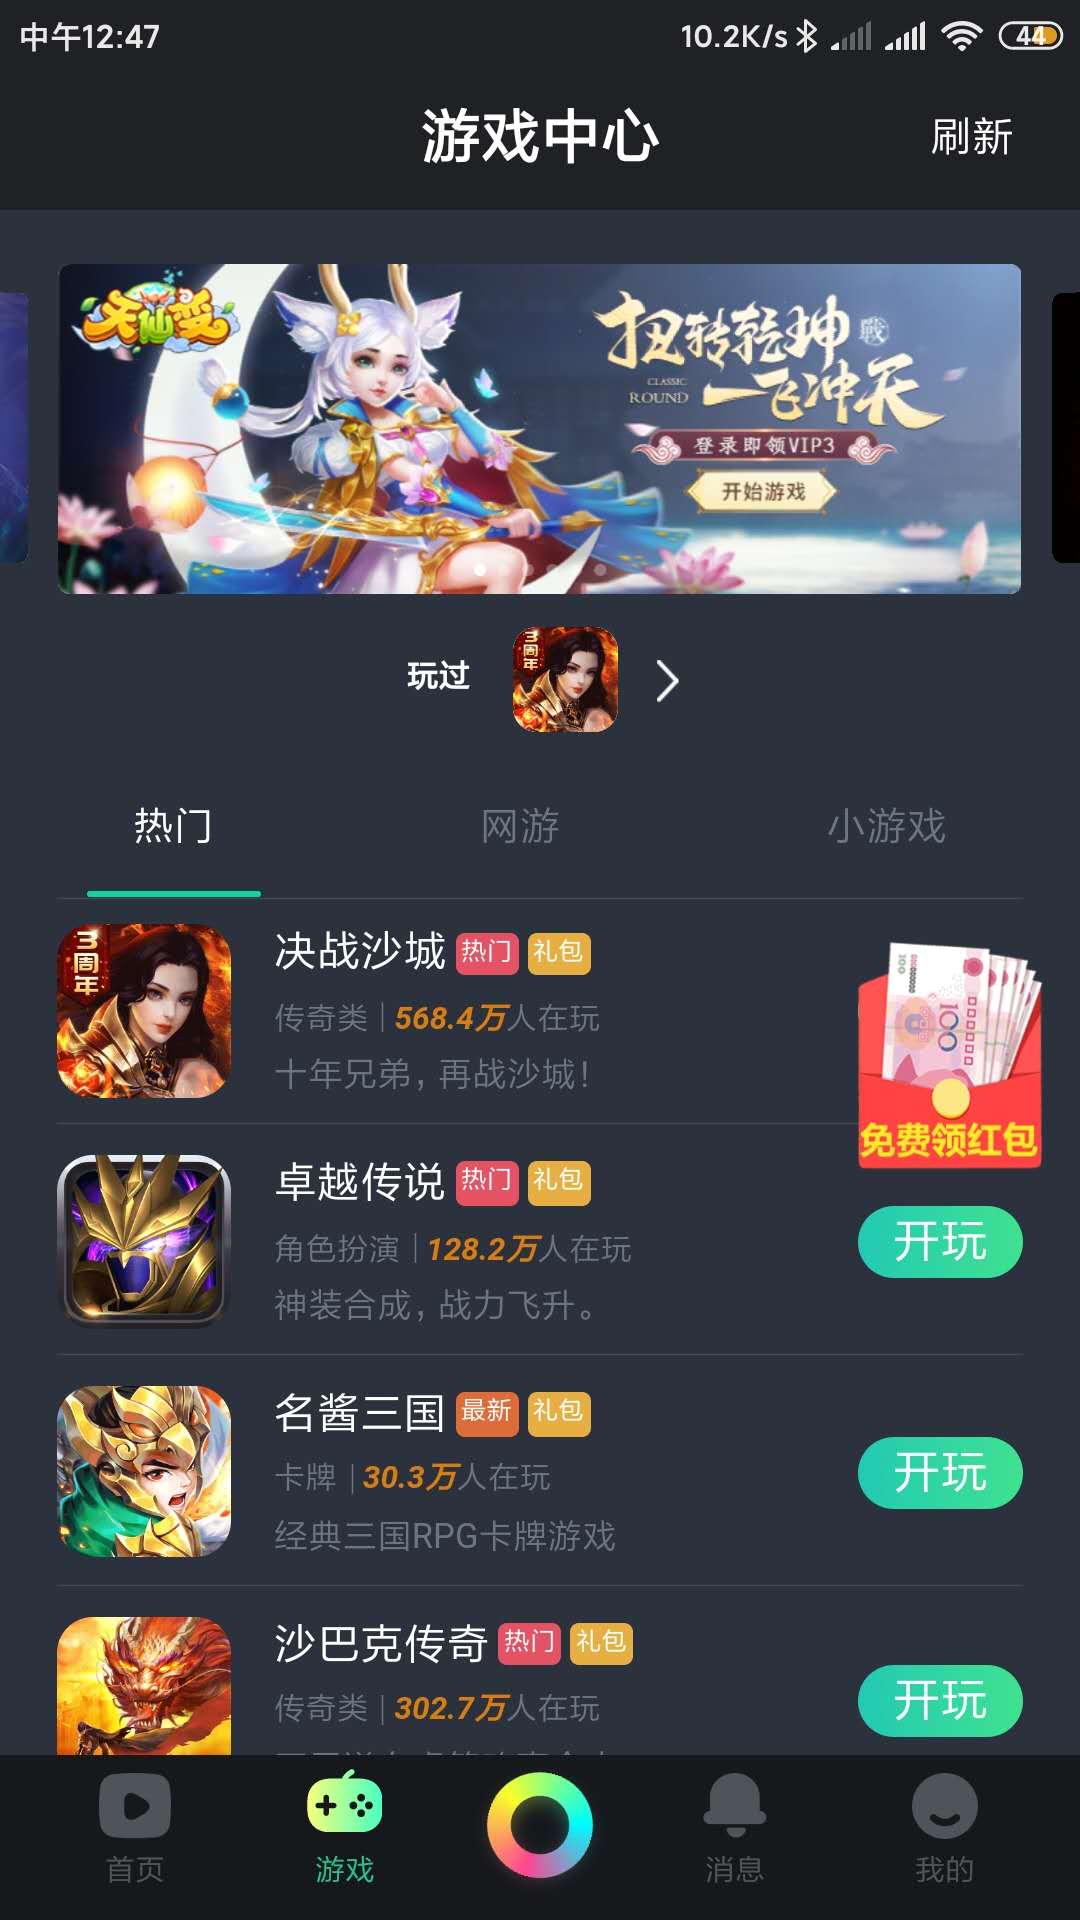 中午12:47
10.2K/s
44
游戏中心
刷新
天仙变
扭转乾坤
戰
CLASSIC
ROUND
一飞冲天
登录即领VIP3
开始游戏
玩过
3周年
热门
网游
小游戏
3周年
决战沙城 热门 礼包
传奇类 | 568.4万人在玩
十年兄弟，再战沙城！
100
100
免费领红包
卓越传说 热门 礼包
角色扮演 | 128.2万人在玩
神装合成，战力飞升。
开玩
名酱三国 最新 礼包
卡牌 | 30.3万人在玩
经典三国RPG卡牌游戏
开玩
沙巴克传奇 热门 礼包
传奇类 | 302.7万人在玩
开玩
首页
游戏
消息
我的